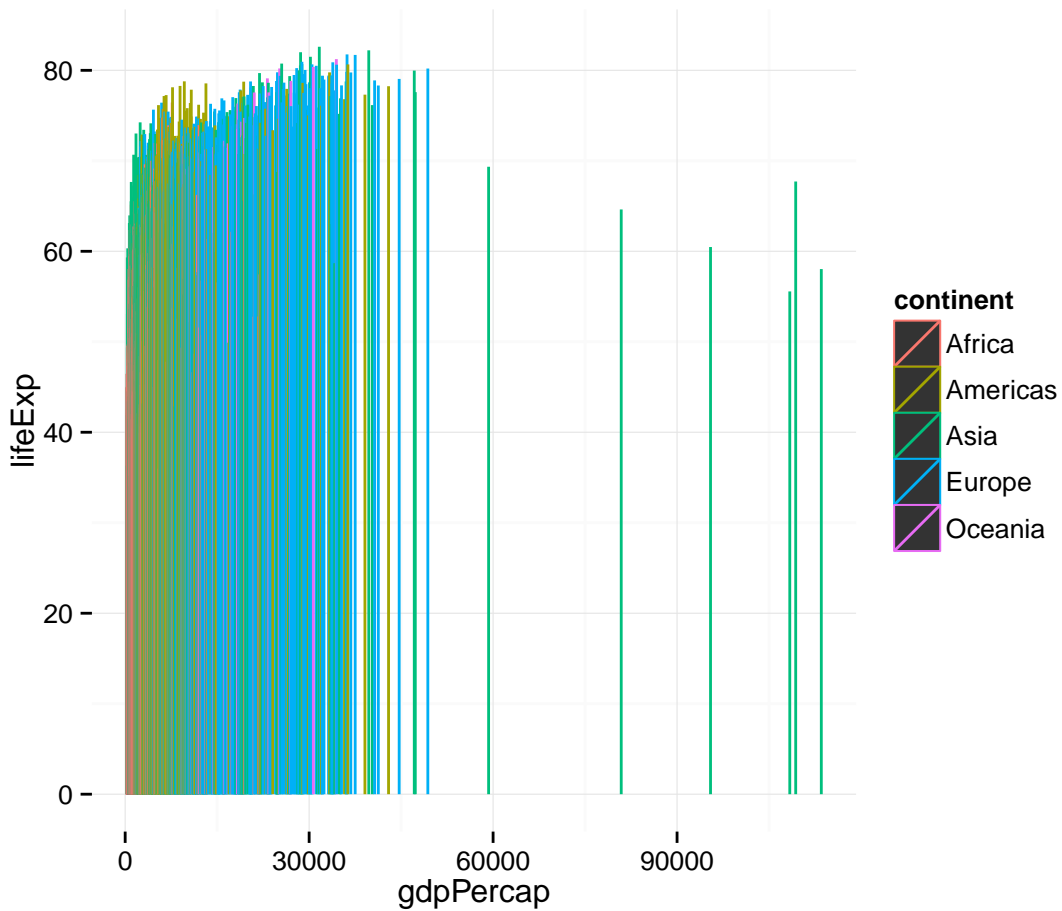 80
60
40
20
0
lifeExp
0 30000 60000 90000
gdpPercap
continent
Africa
Americas
Asia
Europe
Oceania